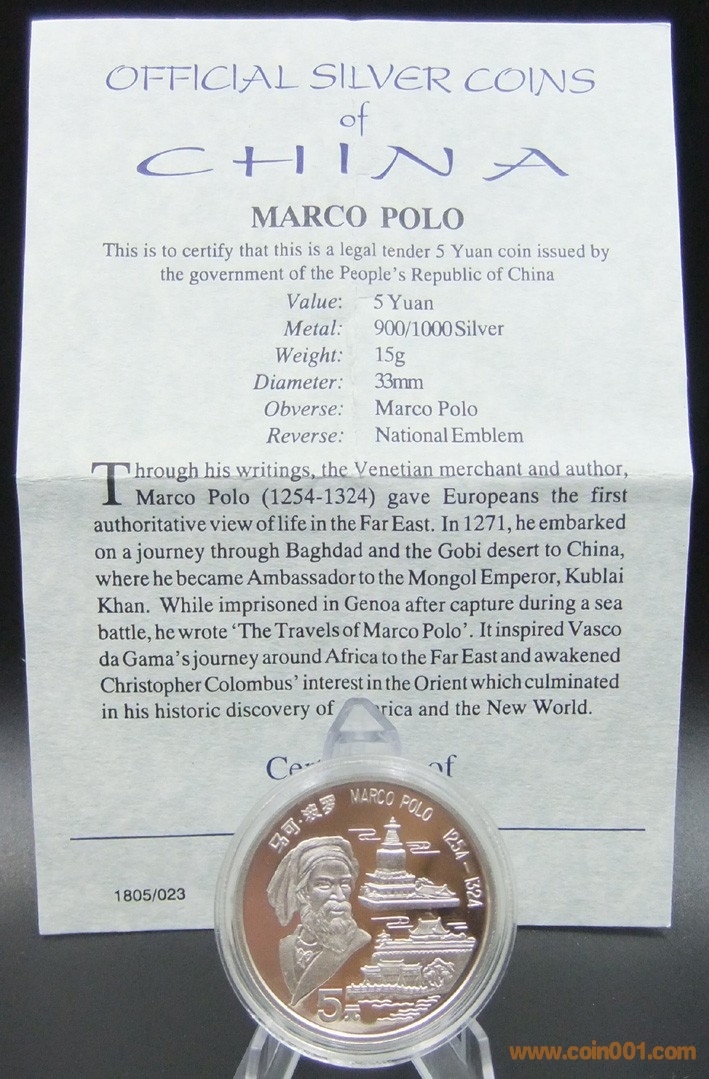 OFFICIAL SILVER COINS
of
CHINA
MARCO POLO
This is to certify that this is a legal tender 5 Yuan coin issued by
the government of the People's Republic of China
Value: 5 Yuan
Metal: 900/1000 Silver
Weight: 15g
Diameter: 33mm
Obverse: Marco Polo
Reverse: National Emblem
Through his writings, the Venetian merchant and author,
Marco Polo (1254-1324) gave Europeans the first
authoritative view of life in the Far East. In 1271, he embarked
on a journey through Baghdad and the Gobi desert to China,
where he became Ambassador to the Mongol Emperor, Kublai
Khan. While imprisoned in Genoa after capture during a sea
battle, he wrote 'The Travels of Marco Polo'. It inspired Vasco
da Gama's journey around Africa to the Far East and awakened
Christopher Colombus' interest in the Orient which culminated
in his historic discovery of and the New World.
of
1805/023
马可·波罗 MARCO POLO 1254-1324
5元
www.coin001.com